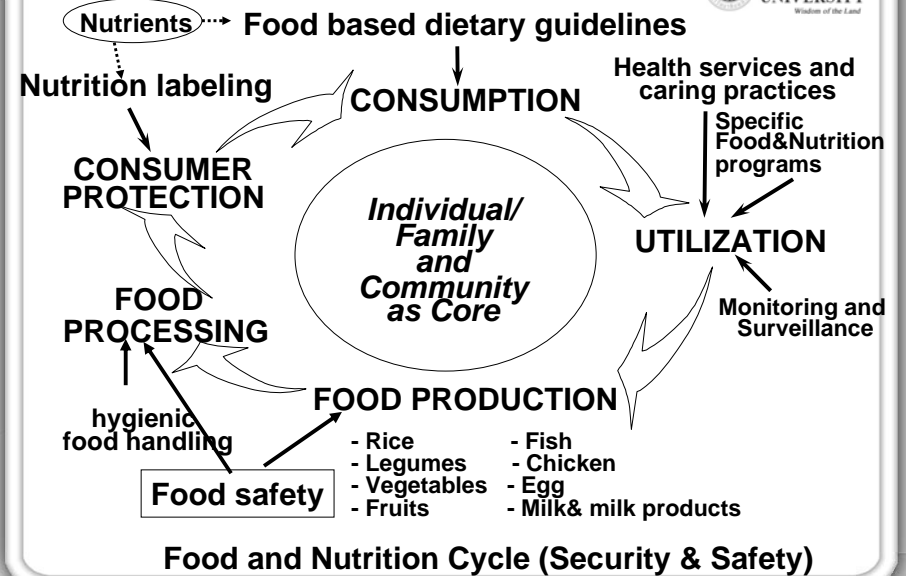 Nutrients
Food based dietary guidelines
UNIVERSITY
Wisdom of the Land
Nutrition labeling
CONSUMPTION
Health services and
caring practices
Specific
Food&Nutrition
programs
CONSUMER
PROTECTION
Individual/
Family
and
Community
as Core
UTILIZATION
FOOD
PROCESSING
Monitoring and
Surveillance
FOOD PRODUCTION
hygienic
food handling
- Rice
- Legumes
- Vegetables
- Fruits
- Fish
- Chicken
- Egg
- Milk& milk products
Food safety
Food and Nutrition Cycle (Security & Safety)